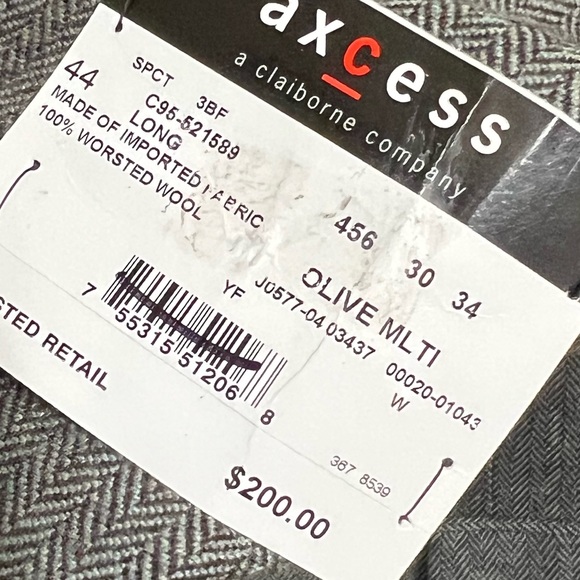 axcess
a claiborne company
SPCT 3BF
44 C95-521589
LONG
MADE OF IMPORTED FABRIC
100% WORSTED WOOL
456 30 34
OLIVE MLTI
YF J0577-04 03437 00020-01043
W
7 55315 51206 8
STED RETAIL
367 8539
$200.00